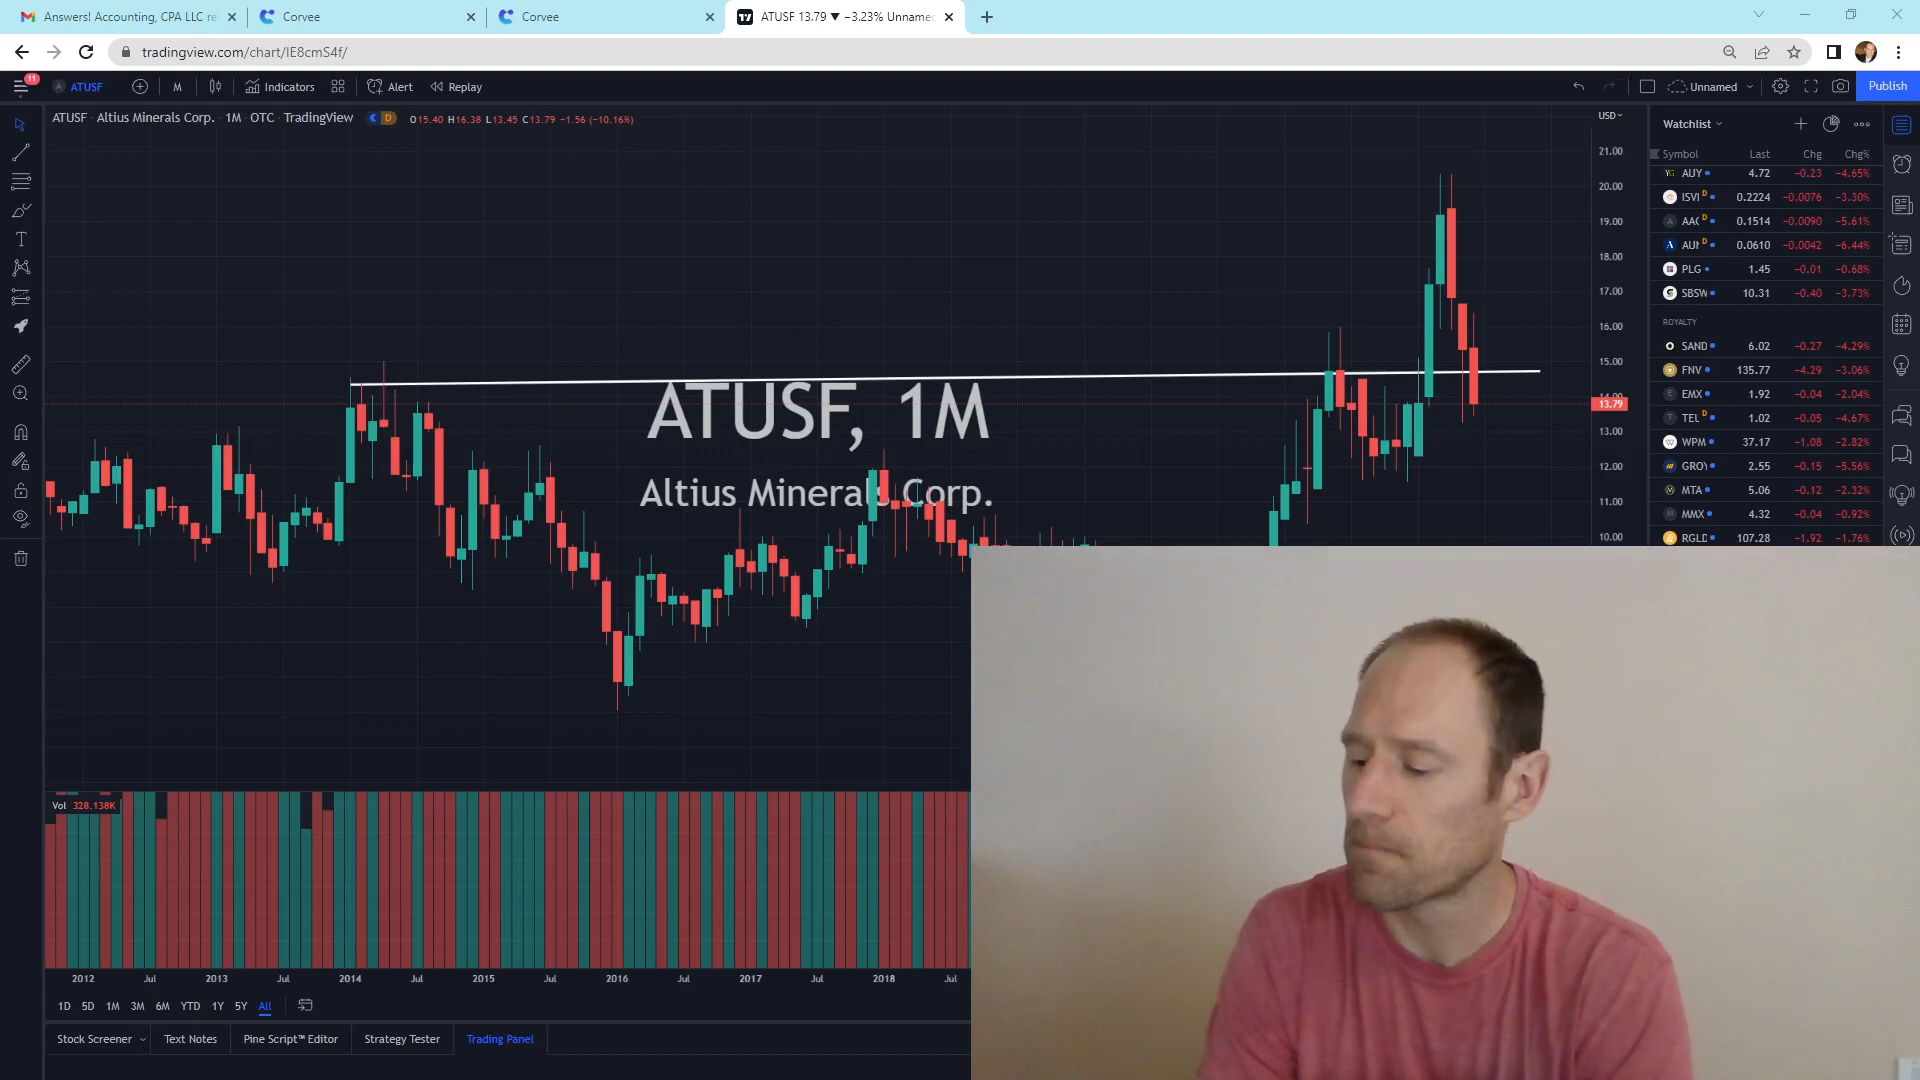 Answers! Accounting, CPA LLC re
Corvee
Corvee
ATUSF 13.79 ▼ −3.23% Unnamed
tradingview.com/chart/IE8cmS4f/
11
ATUSF
M
Indicators
Alert
Replay
Unnamed
Publish
ATUSF · Altius Minerals Corp. · 1M · OTC · TradingView
D
O15.40 H16.38 L13.45 C13.79 −1.56 (−10.16%)
USD
21.00
20.00
19.00
18.00
17.00
16.00
15.00
14.00
13.79
13.00
12.00
11.00
10.00
ATUSF, 1M
Altius Minerals Corp.
Watchlist
Symbol Last Chg Chg%
AUY 4.72 −0.23 −4.65%
ISVI D 0.2224 −0.0076 −3.30%
AAC D 0.1514 −0.0090 −5.61%
D 0.0610 −0.0042 −6.44%
PLG 1.45 −0.01 −0.68%
SBSW 10.31 −0.40 −3.73%
ROYALTY
SAND 6.02 −0.27 −4.29%
FNV 135.77 −4.29 −3.06%
EMX 1.92 −0.04 −2.04%
TEL D 1.02 −0.05 −4.67%
WPM 37.17 −1.08 −2.82%
GROY 2.55 −0.15 −5.56%
MTA 5.06 −0.12 −2.32%
MMX 4.32 −0.04 −0.92%
RGLD 107.28 −1.92 −1.76%
Vol 328.138K
2012 Jul 2013 Jul 2014 Jul 2015 Jul 2016 Jul 2017 Jul 2018 Jul
1D 5D 1M 3M 6M YTD 1Y 5Y All
Stock Screener Text Notes Pine Script™ Editor Strategy Tester Trading Panel